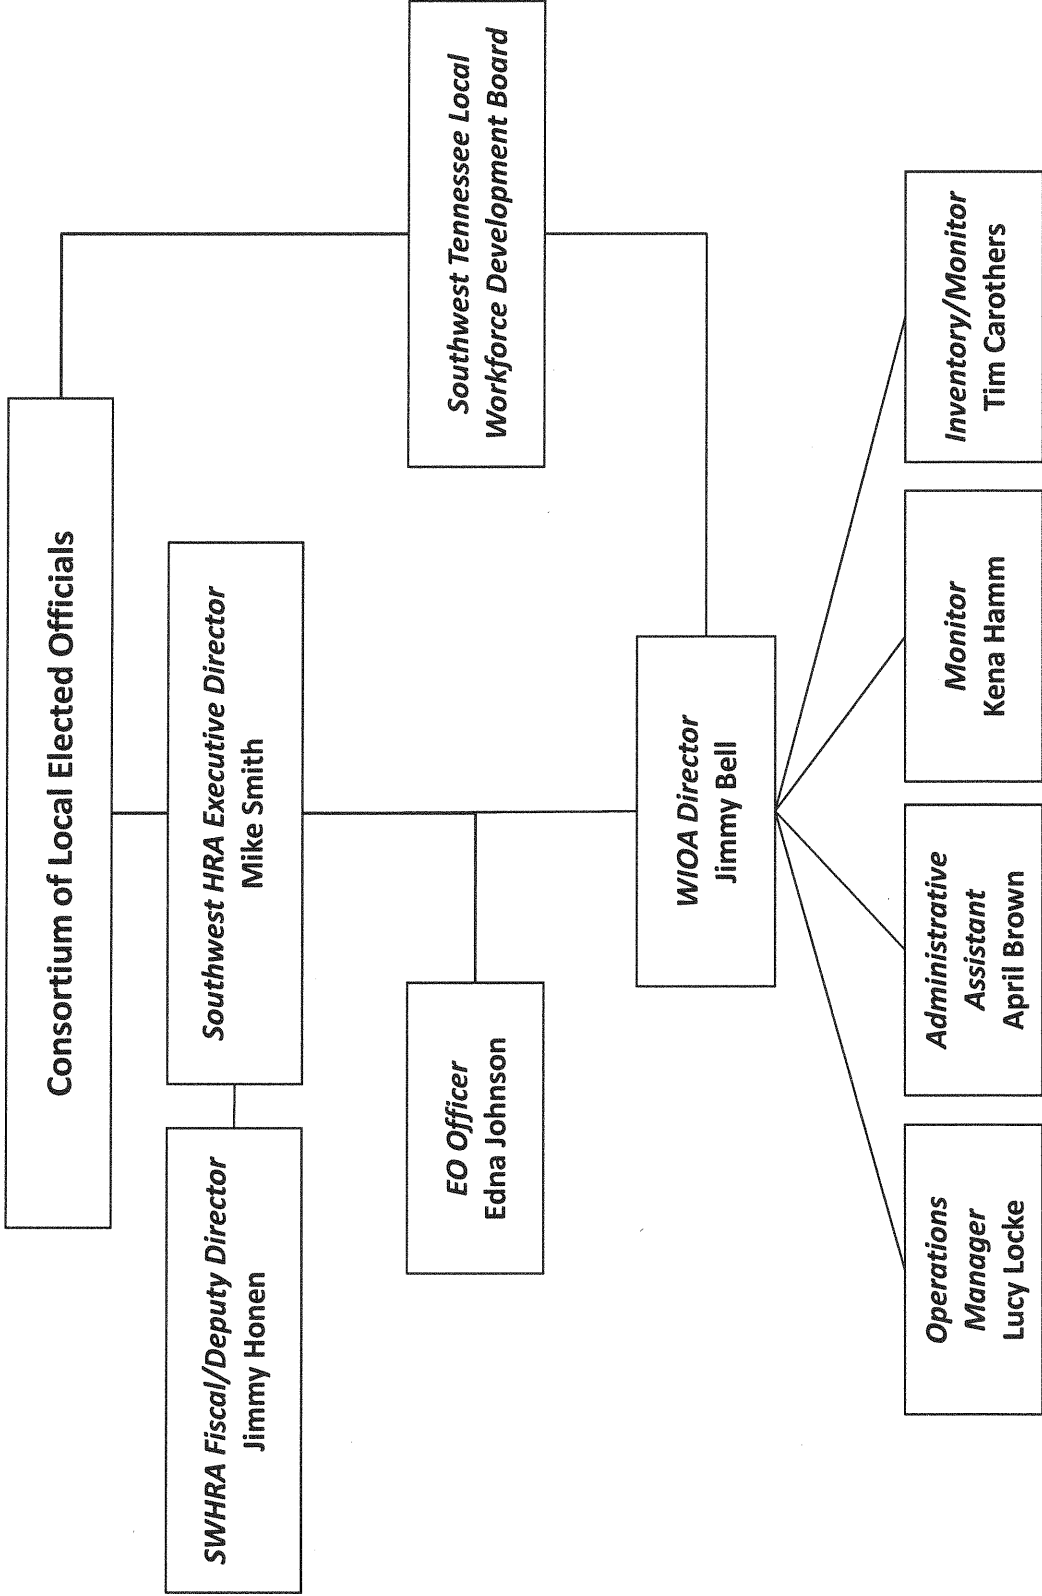 Consortium of Local Elected Officials
SWHRA Fiscal/Deputy Director
Jimmy Honen
Southwest HRA Executive Director
Mike Smith
EO Officer
Edna Johnson
Southwest Tennessee Local
Workforce Development Board
WIOA Director
Jimmy Bell
Operations
Manager
Lucy Locke
Administrative
Assistant
April Brown
Monitor
Kena Hamm
Inventory/Monitor
Tim Carothers